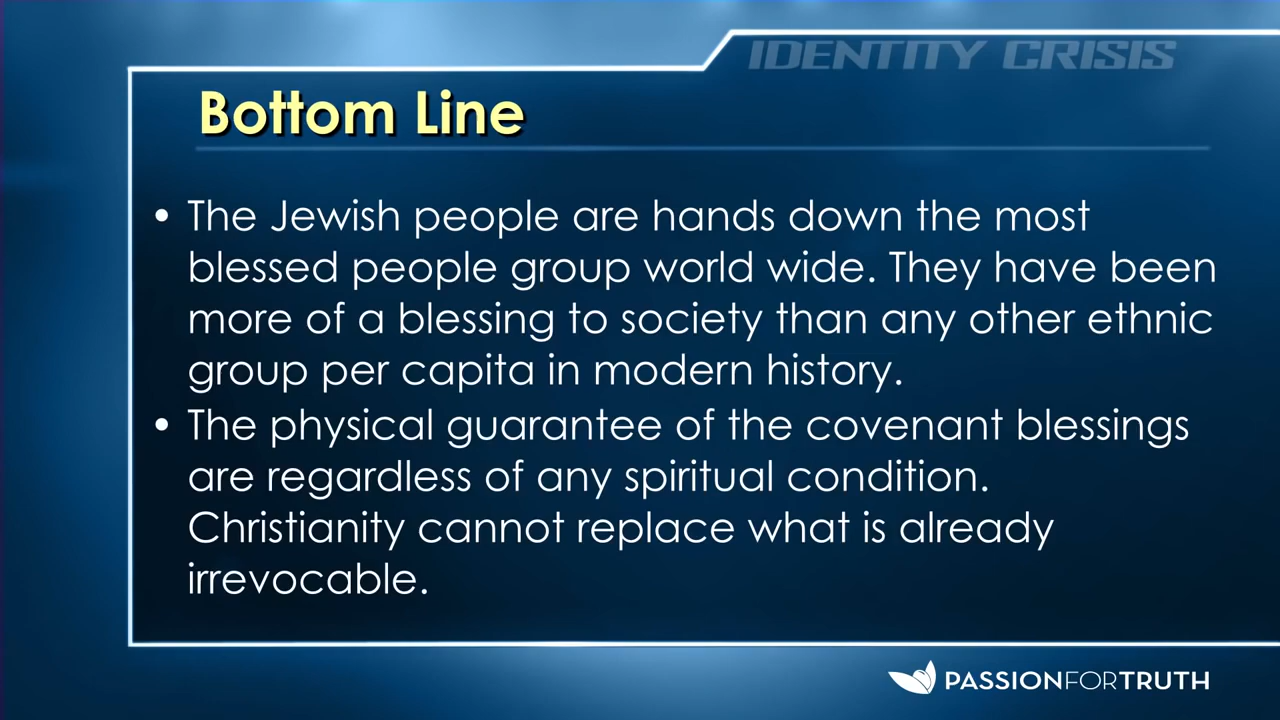 IDENTITY CRISIS
Bottom Line
• The Jewish people are hands down the most
blessed people group world wide. They have been
more of a blessing to society than any other ethnic
group per capita in modern history.
• The physical guarantee of the covenant blessings
are regardless of any spiritual condition.
Christianity cannot replace what is already
irrevocable.
PASSIONFORTRUTH